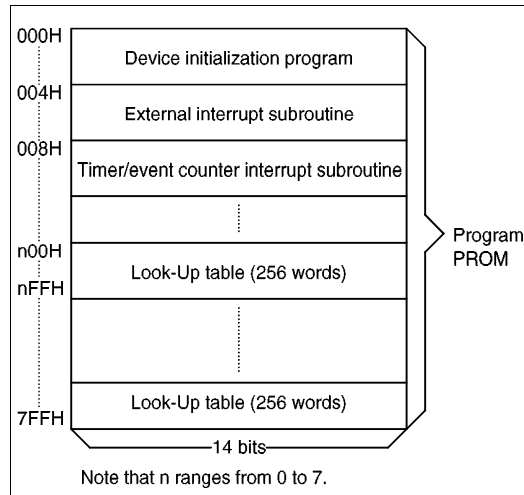 000H
Device initialization program
004H
External interrupt subroutine
008H
Timer/event counter interrupt subroutine
n00H
Look-Up table (256 words)
nFFH
Program
PROM
Look-Up table (256 words)
7FFH
14 bits
Note that n ranges from 0 to 7.